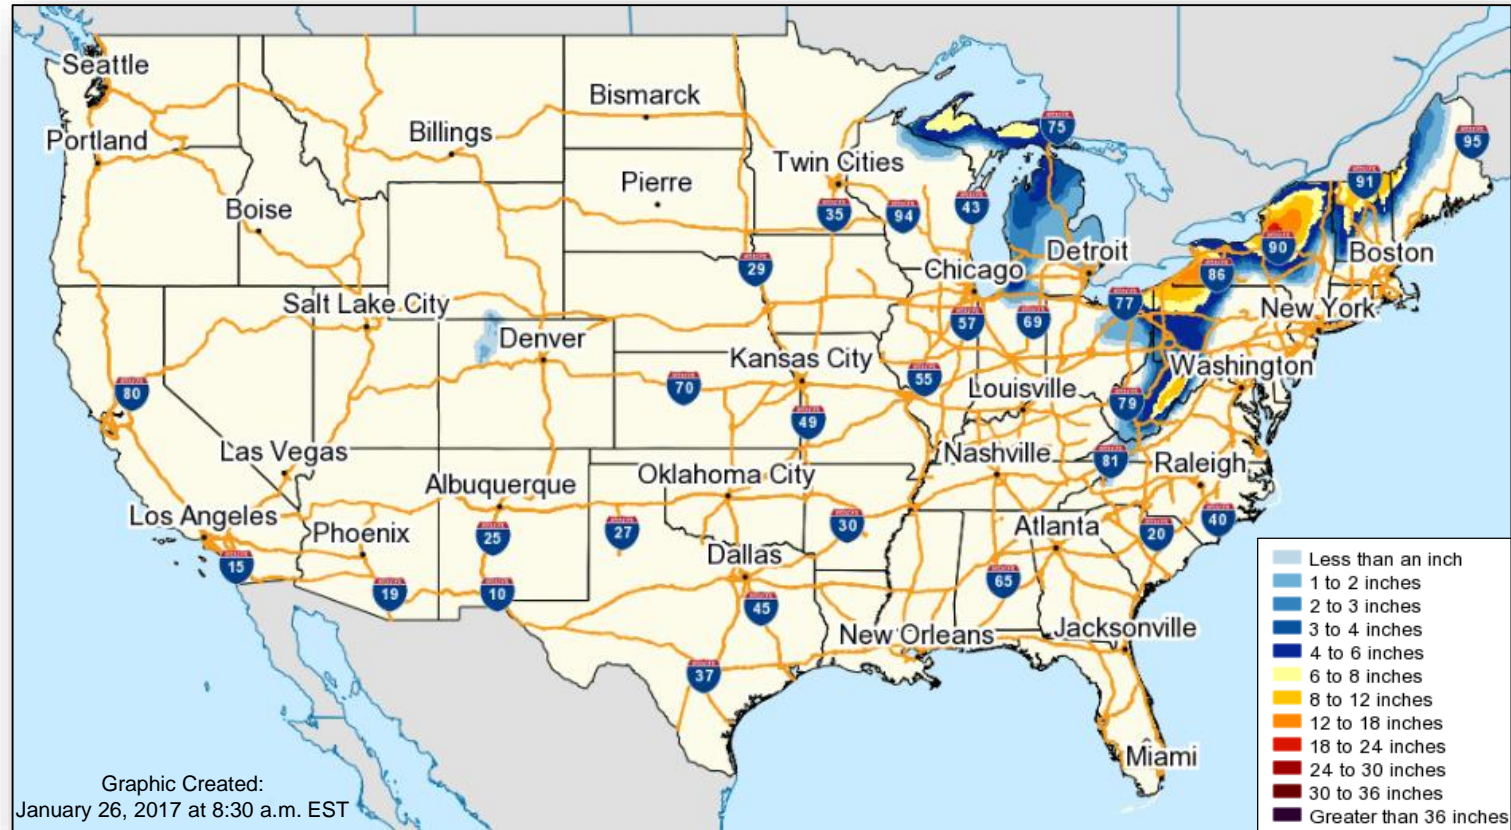 Seattle
75
Bismarck
95
Portland
Billings
Twin Cities
91
Pierre
Boise
35
94
43
90
Boston
Detroit
86
29
Chicago
77
Salt Lake City
New York
57
69
Denver
Kansas City
Washington
80
70
55
Louisville
79
49
Las Vegas
Nashville
81
Raleigh
Albuquerque
Oklahoma City
Los Angeles
Phoenix
25
27
30
Atlanta
20
40
15
Dallas
19
10
65
45
New Orleans
Jacksonville
37
Miami
Less than an inch
1 to 2 inches
2 to 3 inches
3 to 4 inches
4 to 6 inches
6 to 8 inches
8 to 12 inches
12 to 18 inches
18 to 24 inches
24 to 30 inches
30 to 36 inches
Greater than 36 inches
Graphic Created:
January 26, 2017 at 8:30 a.m. EST